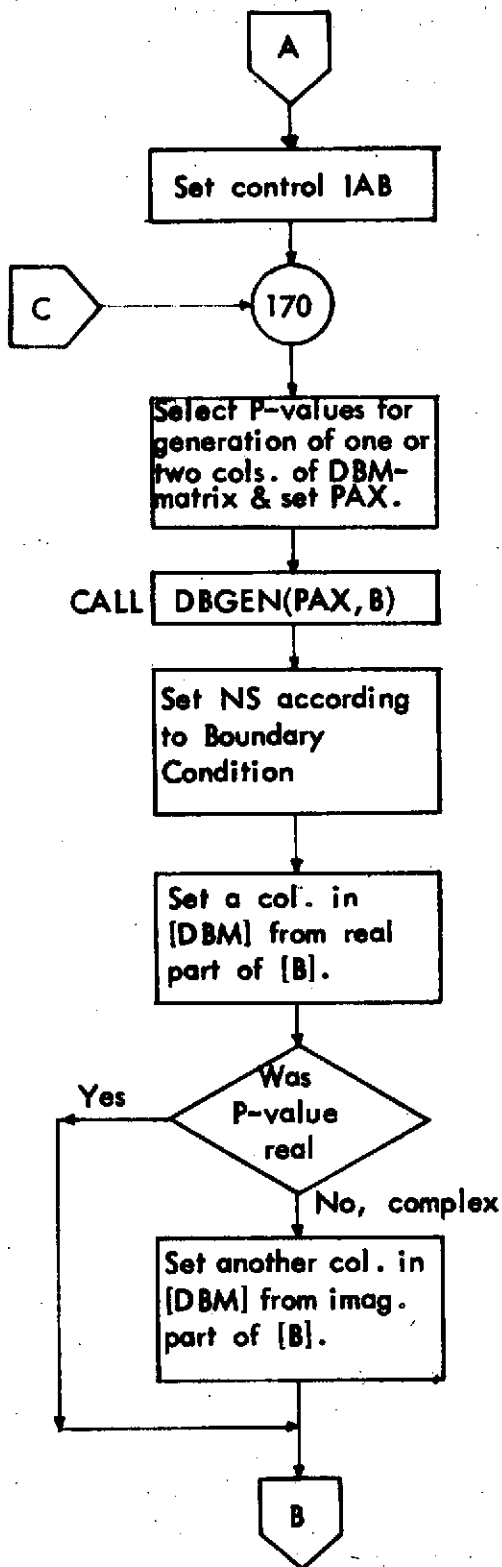 A
Set control IAB
C
170
Select P-values for
generation of one or
two cols. of DBM-
matrix & set PAX.
CALL DBGEN(PAX,B)
Set NS according
to Boundary
Condition
Set a col. in
[DBM] from real
part of [B].
Was
Yes
P-value
real
No, complex
Set another col. in
[DBM] from imag.
part of [B].
B